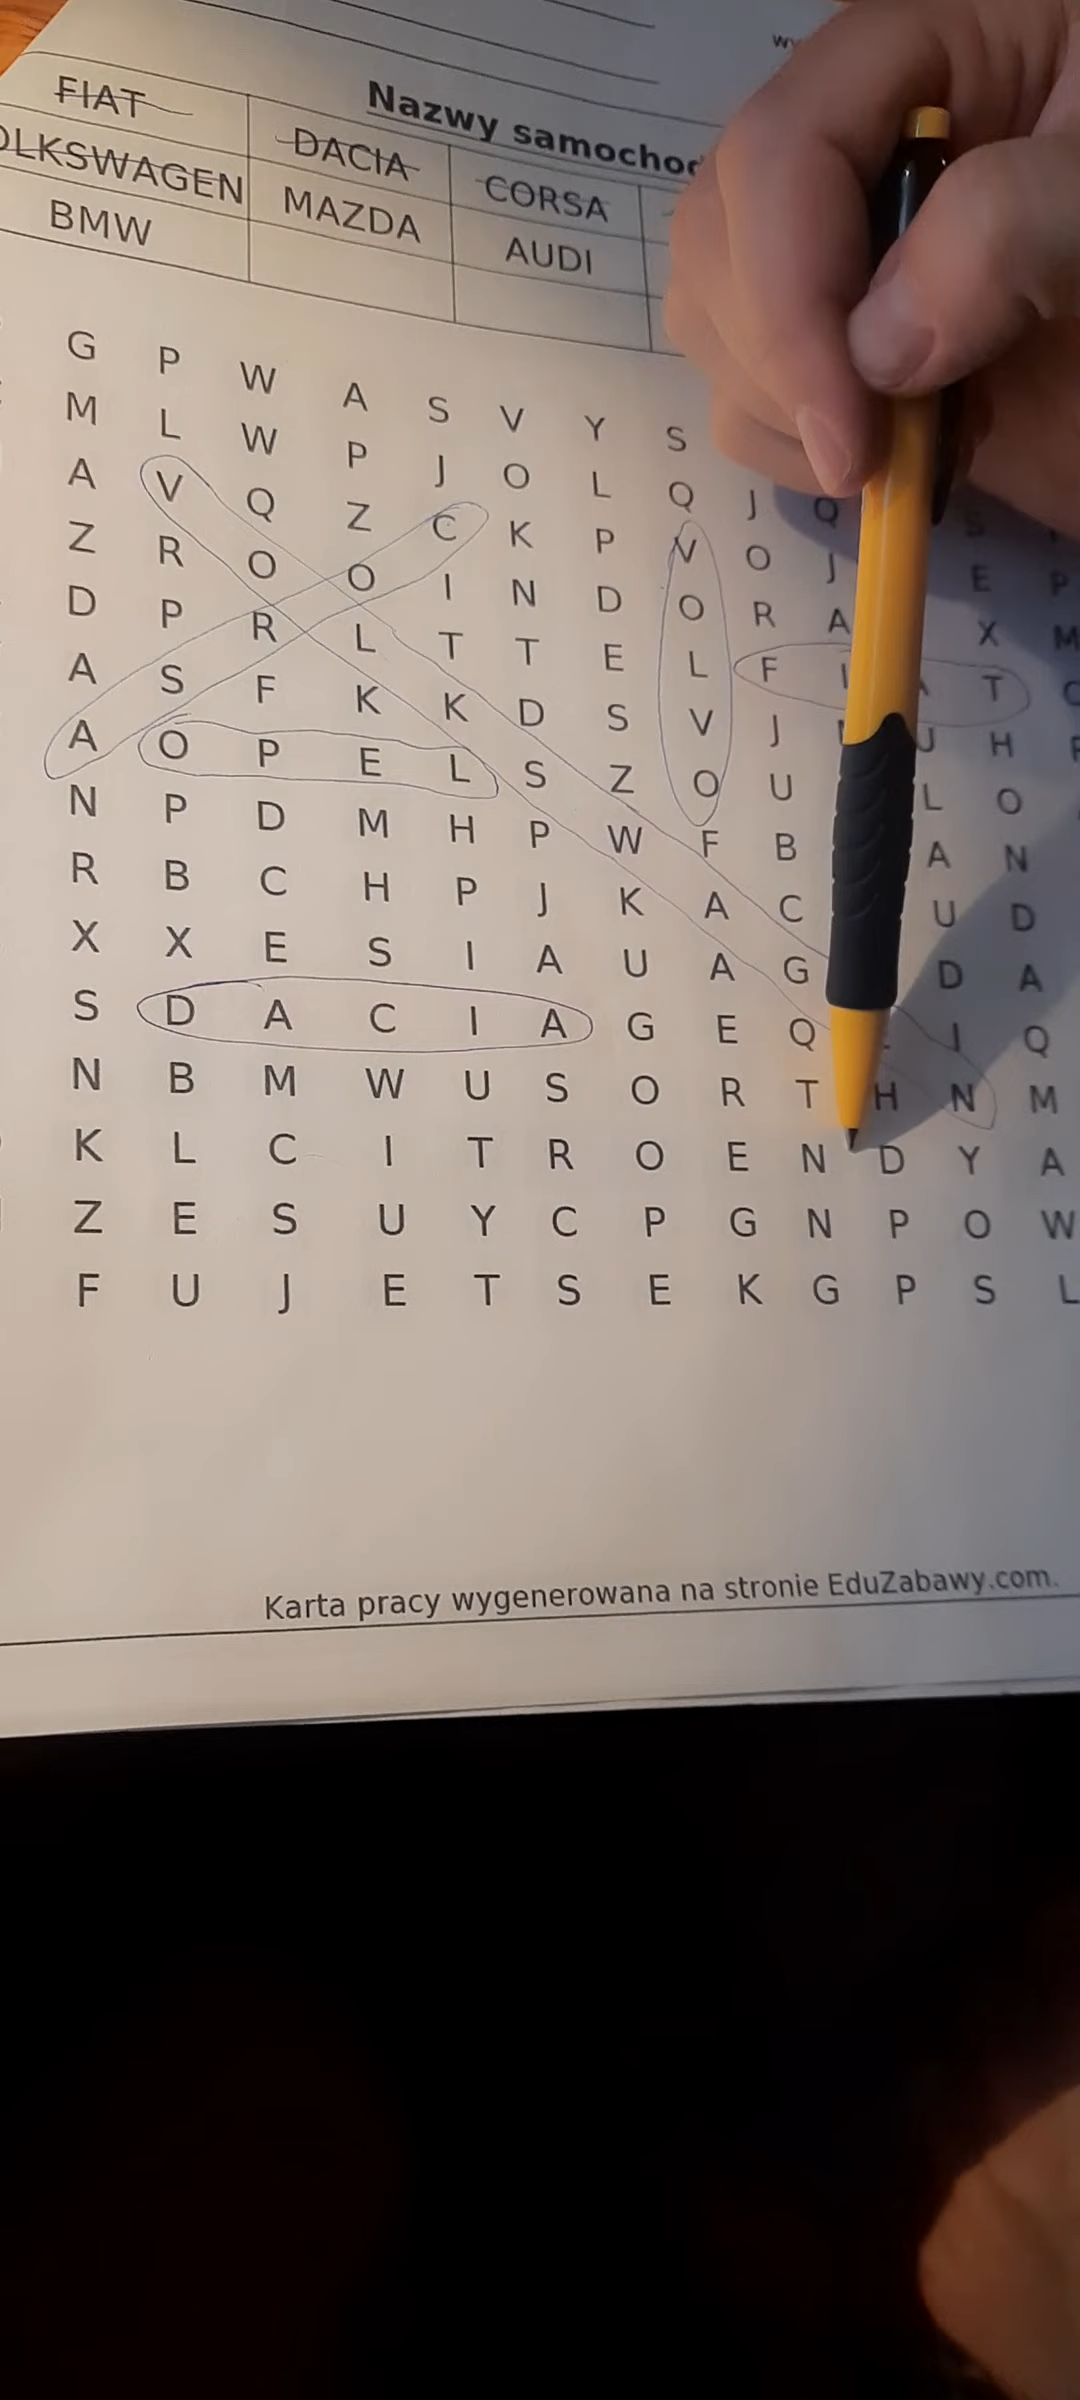 Nazwy samochod
FIAT DACIA CORSA
OLKSWAGEN MAZDA AUDI
BMW
G P W A S V Y S
M L W P J O L Q J Q S
A V Q Z C K P V O J E P
Z R O O I N D O R A X M
D P R L T T E L F I A T
A S F K K D S V J U H
A O P E L S Z O U L O
N P D M H P W F B A N
R B C H P J K A C U D
X X E S I A U A G D A
S D A C I A G E Q I Q
N B M W U S O R T H N M
K L C I T R O E N D Y A
Z E S U Y C P G N P O W
F U J E T S E K G P S L
Karta pracy wygenerowana na stronie EduZabawy.com.